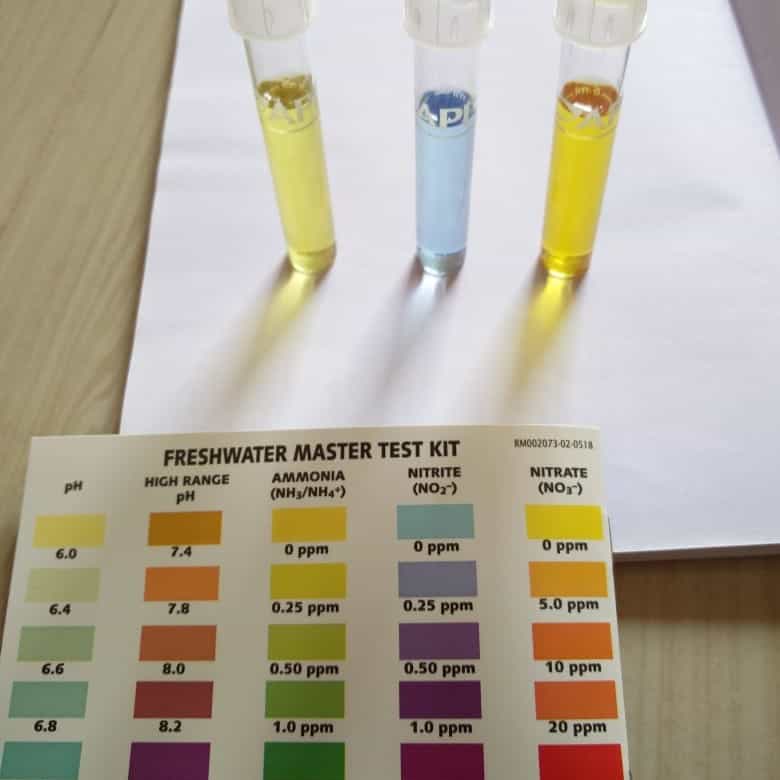 API
FRESHWATER MASTER TEST KIT
RM002073-02-0518
pH
HIGH RANGE
pH
AMMONIA
(NH3/NH4+)
NITRITE
(NO2-)
NITRATE
(NO3-)
6.0
7.4
0 ppm
0 ppm
0 ppm
6.4
7.8
0.25 ppm
0.25 ppm
5.0 ppm
6.6
8.0
0.50 ppm
0.50 ppm
10 ppm
6.8
8.2
1.0 ppm
1.0 ppm
20 ppm